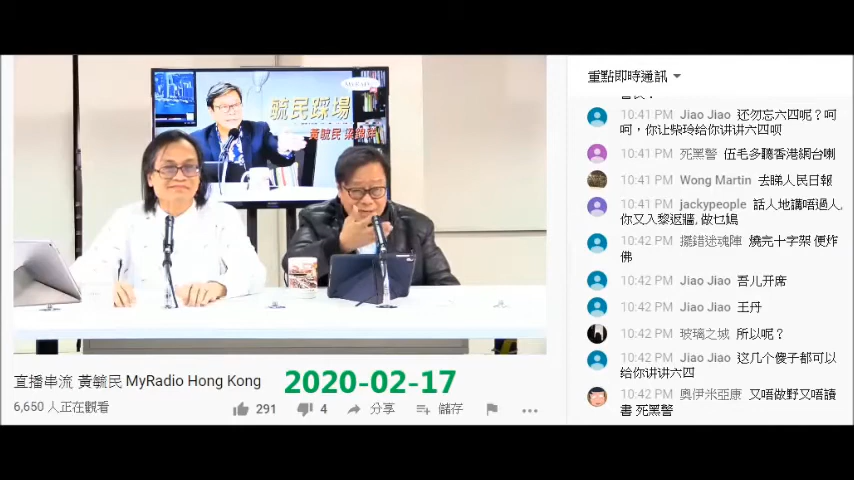 MyRadio
毓民踩場
黃毓民 梁錦祥
直播串流 黃毓民 MyRadio Hong Kong
2020-02-17
6,650 人正在觀看
291
4
分享
儲存
重點即時通訊
10:41 PM Jiao Jiao 还勿忘六四呢？呵
呵，你让柴玲给你讲讲六四呗
10:41 PM 死黑警 伍毛多聽香港網台喇
10:41 PM Wong Martin 去睇人民日報
10:41 PM jackypeople 話人地講唔過人,
你又入黎返牆, 做乜鳩
10:42 PM 擺錯迷魂陣 燒完十字架 便炸
佛
10:42 PM Jiao Jiao 吾儿开席
10:42 PM Jiao Jiao 王丹
10:42 PM 玻璃之城 所以呢？
10:42 PM Jiao Jiao 这几个傻子都可以
给你讲讲六四
10:42 PM 奧伊米亞康 又唔做野又唔讀
書 死黑警